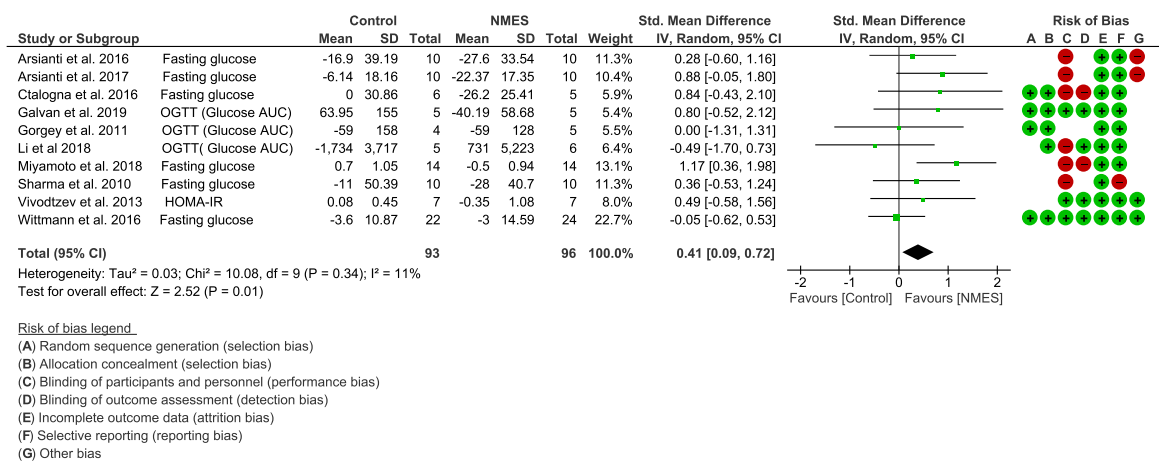 Control NMES Std. Mean Difference Std. Mean Difference Risk of Bias
Study or Subgroup Mean SD Total Mean SD Total Weight IV, Random, 95% CI IV, Random, 95% CI A B C D E F G
Arsianti et al. 2016 Fasting glucose -16.9 39.19 10 -27.6 33.54 10 11.3% 0.28 [-0.60, 1.16] − + + −
Arsianti et al. 2017 Fasting glucose -6.14 18.16 10 -22.37 17.35 10 10.4% 0.88 [-0.05, 1.80] − + + −
Ctalogna et al. 2016 Fasting glucose 0 30.86 6 -26.2 25.41 5 5.6% 0.84 [-0.43, 2.10] + + − − + +
Galvan et al. 2019 OGTT (Glucose AUC) 63.95 155 5 -40.19 58.68 5 5.4% 0.80 [-0.52, 2.12] + + + + + + +
Gorgey et al. 2011 OGTT (Glucose AUC) -59 158 4 -59 128 5 5.5% 0.00 [-1.31, 1.31] + + + +
Li et al 2018 OGTT( Glucose AUC) -1,734 3,717 5 731 5,223 6 6.4% -0.49 [-1.70, 0.73] + − + + +
Miyamoto et al. 2018 Fasting glucose 0.7 1.05 14 -0.5 0.94 14 13.1% 1.17 [0.36, 1.98] − − + +
Sharma et al. 2010 Fasting glucose -11 50.39 10 -28 40.7 10 11.3% 0.36 [-0.53, 1.24] − + −
Vivodtzev et al. 2013 HOMA-IR 0.08 0.45 7 -0.35 1.08 7 8.0% 0.49 [-0.58, 1.56] + + + + +
Wittmann et al. 2016 Fasting glucose -3.6 10.87 22 -3 14.59 24 22.7% -0.05 [-0.62, 0.53] + + + + + + +
Total (95% CI) 93 96 100.0% 0.41 [0.09, 0.72]
Heterogeneity: Tau² = 0.03; Chi² = 10.08, df = 9 (P = 0.34); I² = 11%
Test for overall effect: Z = 2.52 (P = 0.01)
-2 -1 0 1 2
Favours [Control] Favours [NMES]
Risk of bias legend
(A) Random sequence generation (selection bias)
(B) Allocation concealment (selection bias)
(C) Blinding of participants and personnel (performance bias)
(D) Blinding of outcome assessment (detection bias)
(E) Incomplete outcome data (attrition bias)
(F) Selective reporting (reporting bias)
(G) Other bias